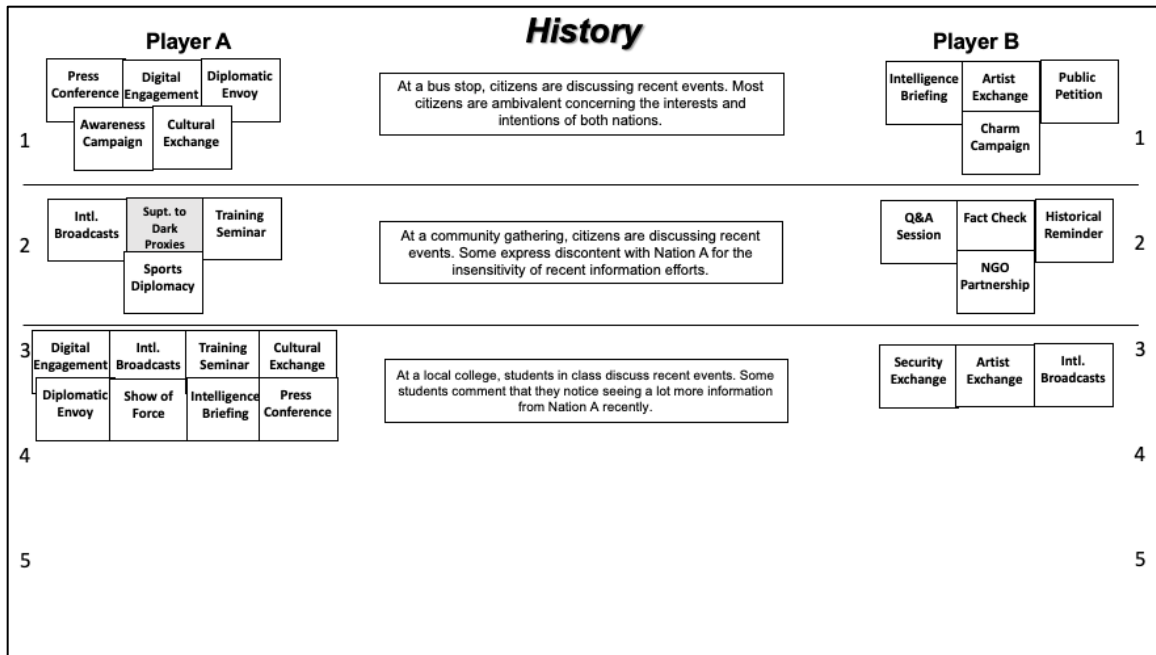 History
Player A
Player B
Press
Conference
Digital
Engagement
Diplomatic
Envoy
Awareness
Campaign
Cultural
Exchange
1
At a bus stop, citizens are discussing recent events. Most
citizens are ambivalent concerning the interests and
intentions of both nations.
Intelligence
Briefing
Artist
Exchange
Public
Petition
Charm
Campaign
1
2
Intl.
Broadcasts
Supt. to
Dark
Proxies
Training
Seminar
Sports
Diplomacy
At a community gathering, citizens are discussing recent
events. Some express discontent with Nation A for the
insensitivity of recent information efforts.
Q&A
Session
Fact Check
Historical
Reminder
NGO
Partnership
2
3
Digital
Engagement
Intl.
Broadcasts
Training
Seminar
Cultural
Exchange
Diplomatic
Envoy
Show of
Force
Intelligence
Briefing
Press
Conference
At a local college, students in class discuss recent events. Some
students comment that they notice seeing a lot more information
from Nation A recently.
Security
Exchange
Artist
Exchange
Intl.
Broadcasts
3
4
4
5
5